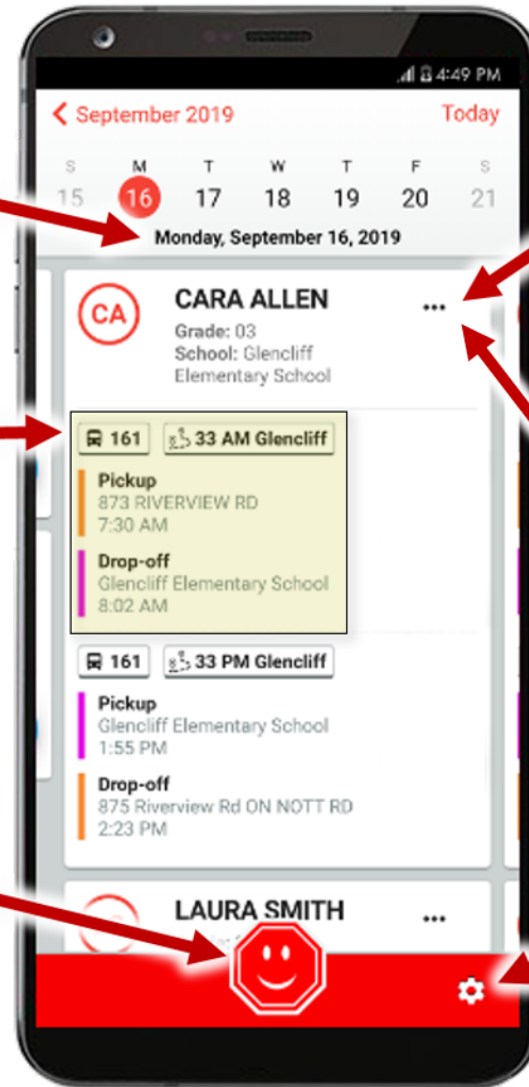 4:49 PM
September 2019 Today
S M T W T F S
15 16 17 18 19 20 21
Monday, September 16, 2019
CA CARA ALLEN
Grade: 03
School: Glencliff
Elementary School
161 33 AM Glencliff
Pickup
873 RIVERVIEW RD
7:30 AM
Drop-off
Glencliff Elementary School
8:02 AM
161 33 PM Glencliff
Pickup
Glencliff Elementary School
1:55 PM
Drop-off
875 Riverview Rd ON NOTT RD
2:23 PM
LAURA SMITH